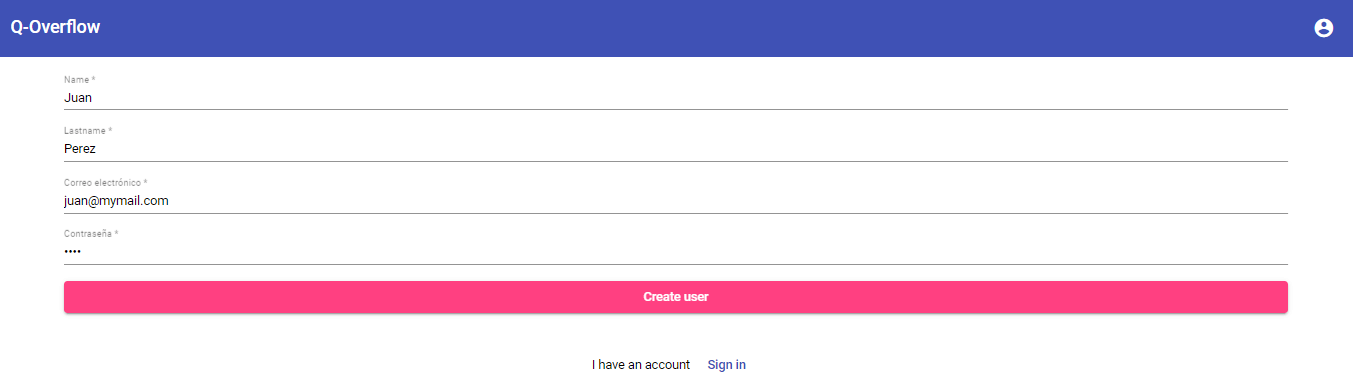 Q-Overflow
Name *
Juan
Lastname *
Perez
Correo electrónico *
juan@mymail.com
Contraseña *
••••
Create user
I have an account Sign in